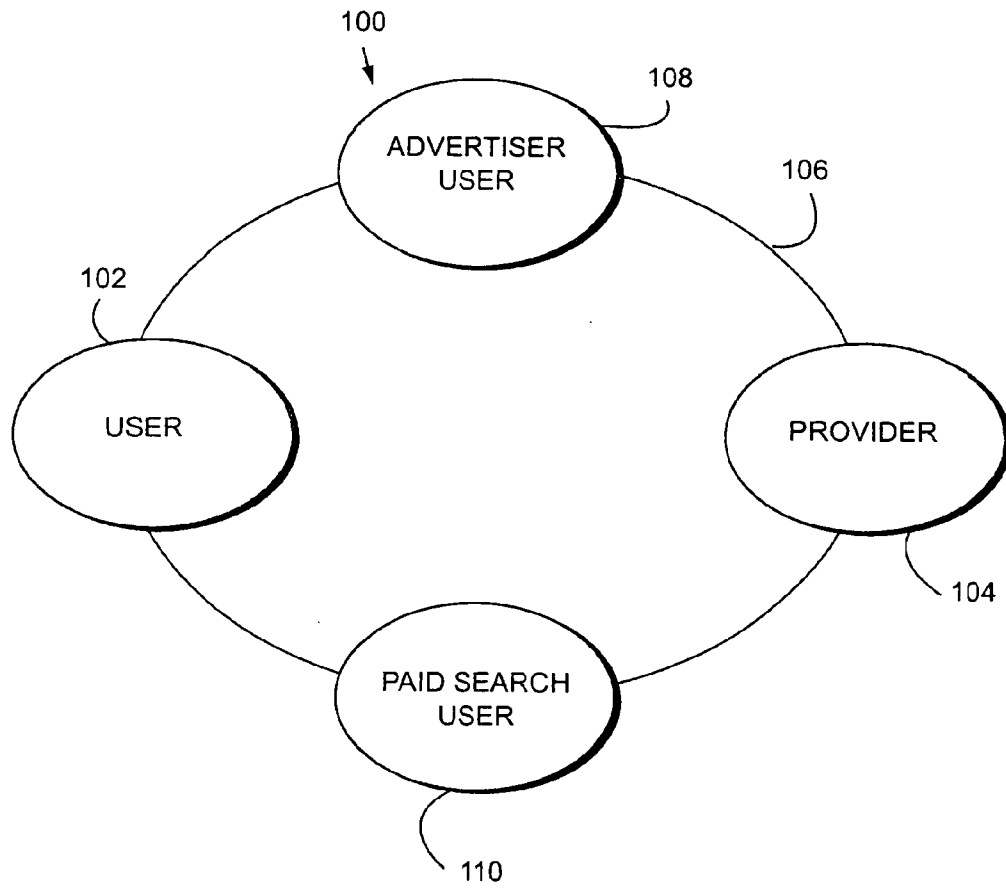 100
108
ADVERTISER
USER
106
102
USER
PROVIDER
104
PAID SEARCH
USER
110